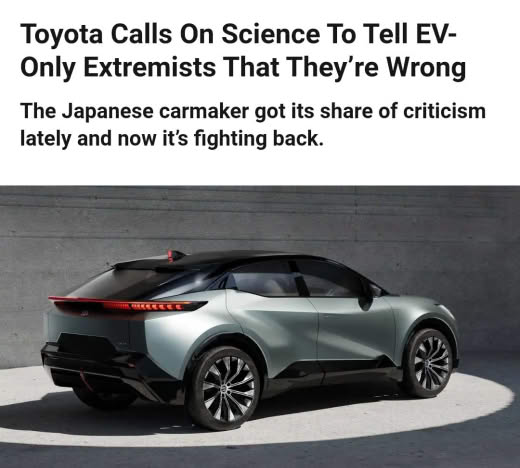 Toyota Calls On Science To Tell EV-
Only Extremists That They’re Wrong
The Japanese carmaker got its share of criticism
lately and now it’s fighting back.